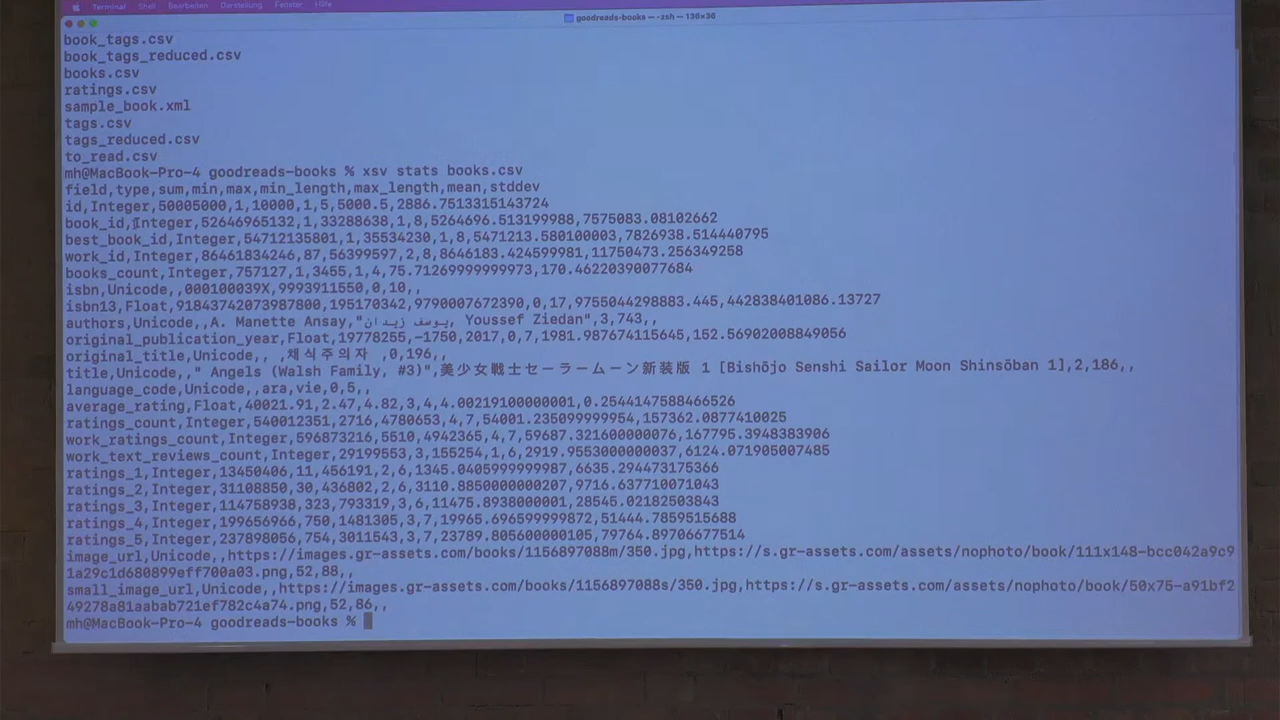 Terminal Shell Bearbeiten Darstellung Fenster Hilfe
goodreads-books — -zsh — 136×36
book_tags.csv
book_tags_reduced.csv
books.csv
ratings.csv
sample_book.xml
tags.csv
tags_reduced.csv
to_read.csv
mh@MacBook-Pro-4 goodreads-books % xsv stats books.csv
field,type,sum,min,max,min_length,max_length,mean,stddev
id,Integer,50005000,1,10000,1,5,5000.5,2886.7513315143724
book_id,Integer,52646965132,1,33288638,1,8,5264696.513199988,7575083.08102662
best_book_id,Integer,54712135801,1,35534230,1,8,5471213.580100003,7826938.514440795
work_id,Integer,86461834246,87,56399597,2,8,8646183.424599981,11750473.256349258
books_count,Integer,757127,1,3455,1,4,75.71269999999973,170.46220390077684
isbn,Unicode,,000100039X,9993911550,0,10,,
isbn13,Float,91843742073987800,195170342,9790007672390,0,17,9755044298883.445,442838401086.13727
authors,Unicode,,A. Manette Ansay,"يوسف زيدان, Youssef Ziedan",3,743,,
original_publication_year,Float,19778255,-1750,2017,0,7,1981.987674115645,152.56902008849056
original_title,Unicode,, ,채식주의자 ,0,196,,
title,Unicode,," Angels (Walsh Family, #3)",美少女戦士セーラームーン新装版 1 [Bishōjo Senshi Sailor Moon Shinsōban 1],2,186,,
language_code,Unicode,,ara,vie,0,5,,
average_rating,Float,40021.91,2.47,4.82,3,4,4.00219100000001,0.2544147588466526
ratings_count,Integer,540012351,2716,4780653,4,7,54001.235099999954,157362.0877410025
work_ratings_count,Integer,596873216,5510,4942365,4,7,59687.321600000076,167795.3948383906
work_text_reviews_count,Integer,29199553,3,155254,1,6,2919.9553000000037,6124.071905007485
ratings_1,Integer,13450406,11,456191,2,6,1345.0405999999987,6635.294473175366
ratings_2,Integer,31108850,30,436802,2,6,3110.8850000000207,9716.637710071043
ratings_3,Integer,114758938,323,793319,3,6,11475.8938000001,28545.02182503843
ratings_4,Integer,199656966,750,1481305,3,7,19965.696599999872,51444.7859515688
ratings_5,Integer,237898056,754,3011543,3,7,23789.805600000105,79764.89706677514
image_url,Unicode,,https://images.gr-assets.com/books/1156897088m/350.jpg,https://s.gr-assets.com/assets/nophoto/book/111x148-bcc042a9c9
1a29c1d680899eff700a03.png,52,88,,
small_image_url,Unicode,,https://images.gr-assets.com/books/1156897088s/350.jpg,https://s.gr-assets.com/assets/nophoto/book/50x75-a91bf2
49278a81aabab721ef782c4a74.png,52,86,,
mh@MacBook-Pro-4 goodreads-books %